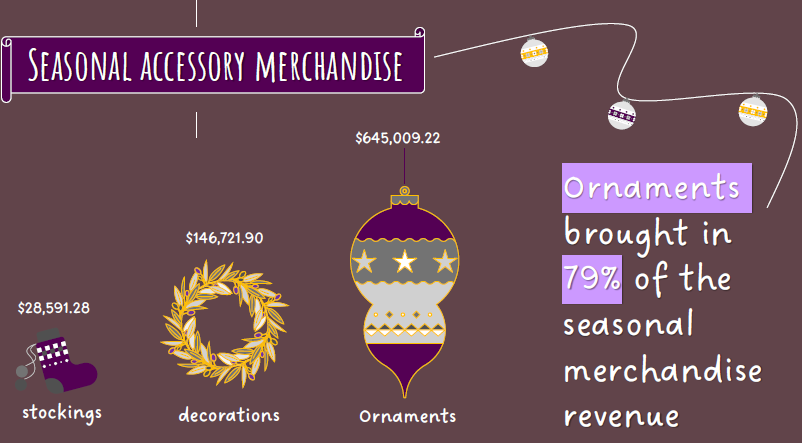 Seasonal accessory merchandise
$645,009.22
$146,721.90
$28,591.28
stockings
decorations
Ornaments
Ornaments
brought in
79% of the
seasonal
merchandise
revenue